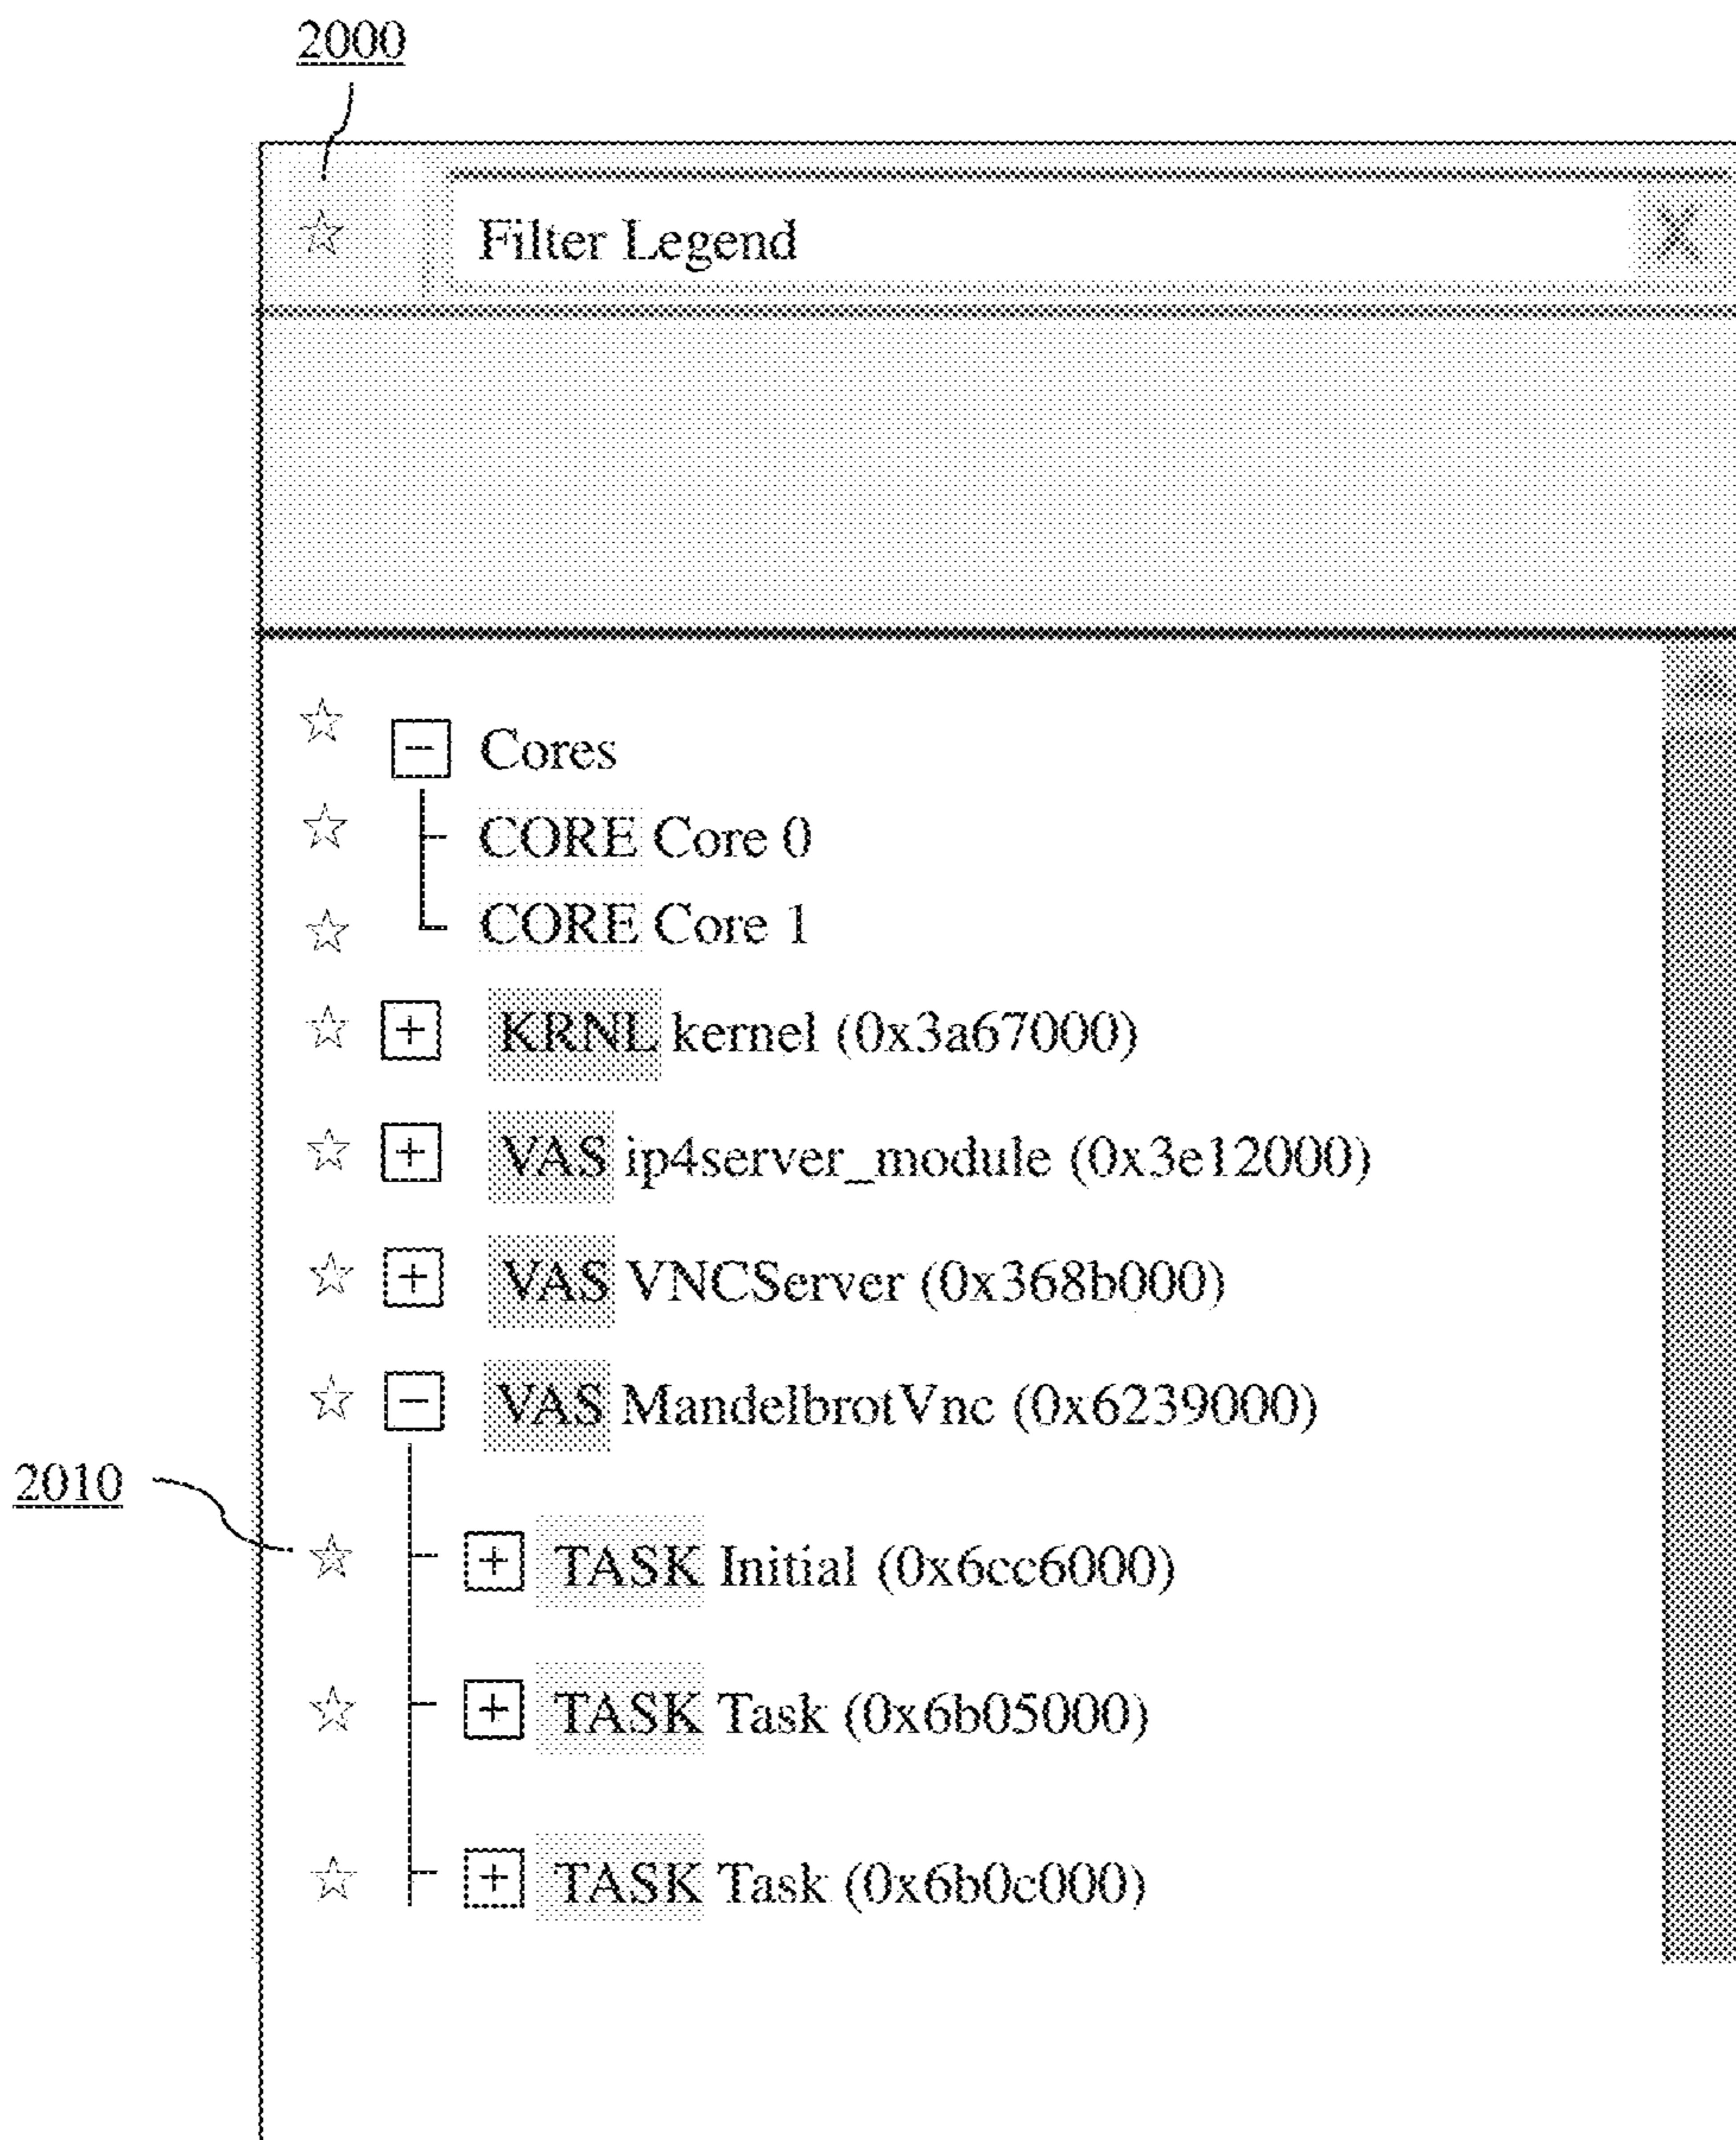 2000
Filter Legend
Cores
CORE Core 0
CORE Core 1
KRNL kernel (0x3a67000)
VAS ip4server_module (0x3e12000)
VAS VNCServer (0x368b000)
VAS MandelbrotVnc (0x6239000)
2010
TASK Initial (0x6cc6000)
TASK Task (0x6b05000)
TASK Task (0x6b0c000)